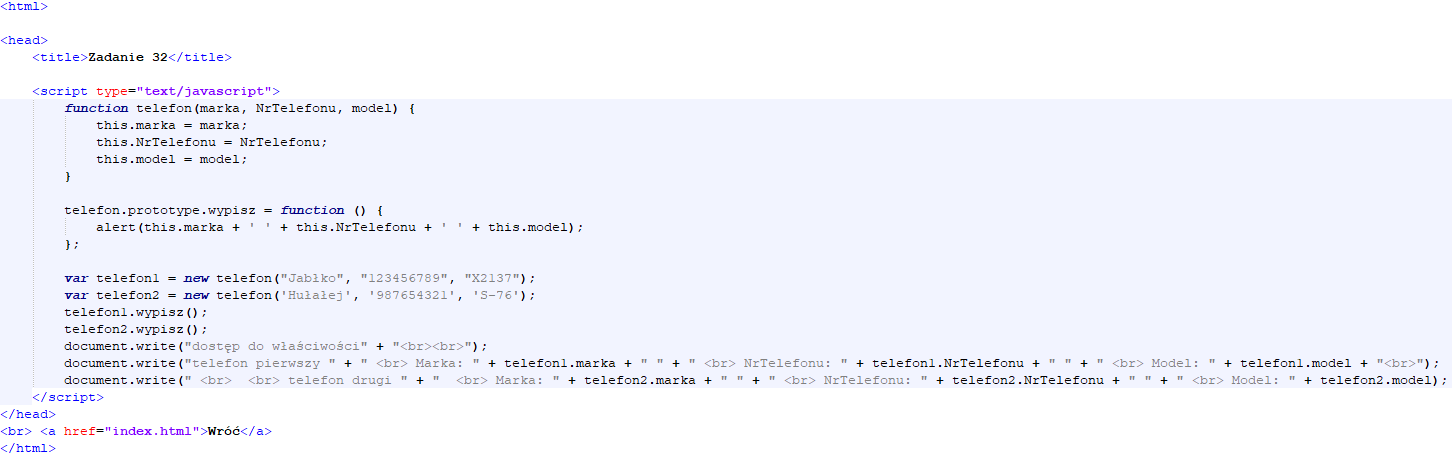 <html>
<head>
<title>Zadanie 32</title>
<script type="text/javascript">
function telefon(marka, NrTelefonu, model) {
this.marka = marka;
this.NrTelefonu = NrTelefonu;
this.model = model;
}
telefon.prototype.wypisz = function () {
alert(this.marka + ' ' + this.NrTelefonu + ' ' + this.model);
};
var telefon1 = new telefon("Jabłko", "123456789", "X2137");
var telefon2 = new telefon('Hułałej', '987654321', 'S-76');
telefon1.wypisz();
telefon2.wypisz();
document.write("dostęp do właściwości" + "<br><br>");
document.write("telefon pierwszy " + " <br> Marka: " + telefon1.marka + " " + " <br> NrTelefonu: " + telefon1.NrTelefonu + " " + " <br> Model: " + telefon1.model + "<br>");
document.write(" <br>  <br> telefon drugi " + "  <br> Marka: " + telefon2.marka + " " + " <br> NrTelefonu: " + telefon2.NrTelefonu + " " + " <br> Model: " + telefon2.model);
</script>
</head>
<br> <a href="index.html">Wróć</a>
</html>